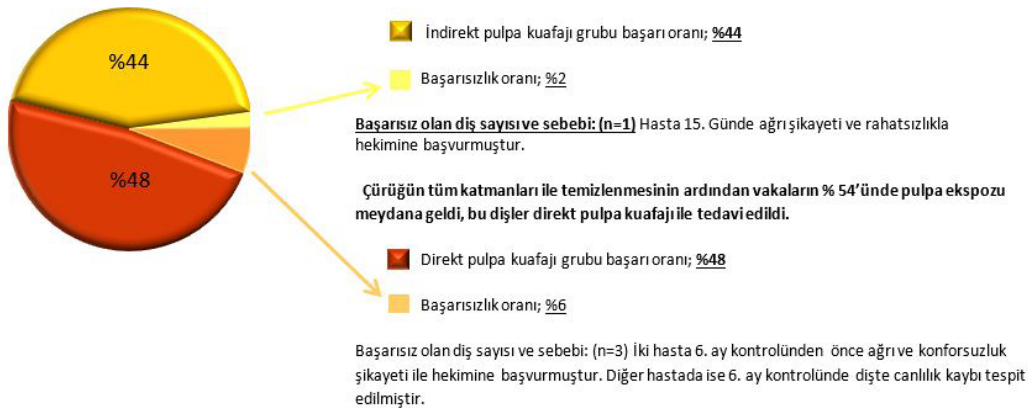 %44
%48
İndirekt pulpa kuafajı grubu başarı oranı; %44
Başarısızlık oranı; %2
Başarısız olan diş sayısı ve sebebi: (n=1) Hasta 15. Günde ağrı şikayeti ve rahatsızlıkla
hekimine başvurmuştur.
Çürüğün tüm katmanları ile temizlenmesinin ardından vakaların % 54'ünde pulpa ekspozu
meydana geldi, bu dişler direkt pulpa kuafajı ile tedavi edildi.
Direkt pulpa kuafajı grubu başarı oranı; %48
Başarısızlık oranı; %6
Başarısız olan diş sayısı ve sebebi: (n=3) İki hasta 6. ay kontrolünden önce ağrı ve konforsuzluk
şikayeti ile hekimine başvurmuştur. Diğer hastada ise 6. ay kontrolünde dişte canlılık kaybı tespit
edilmiştir.